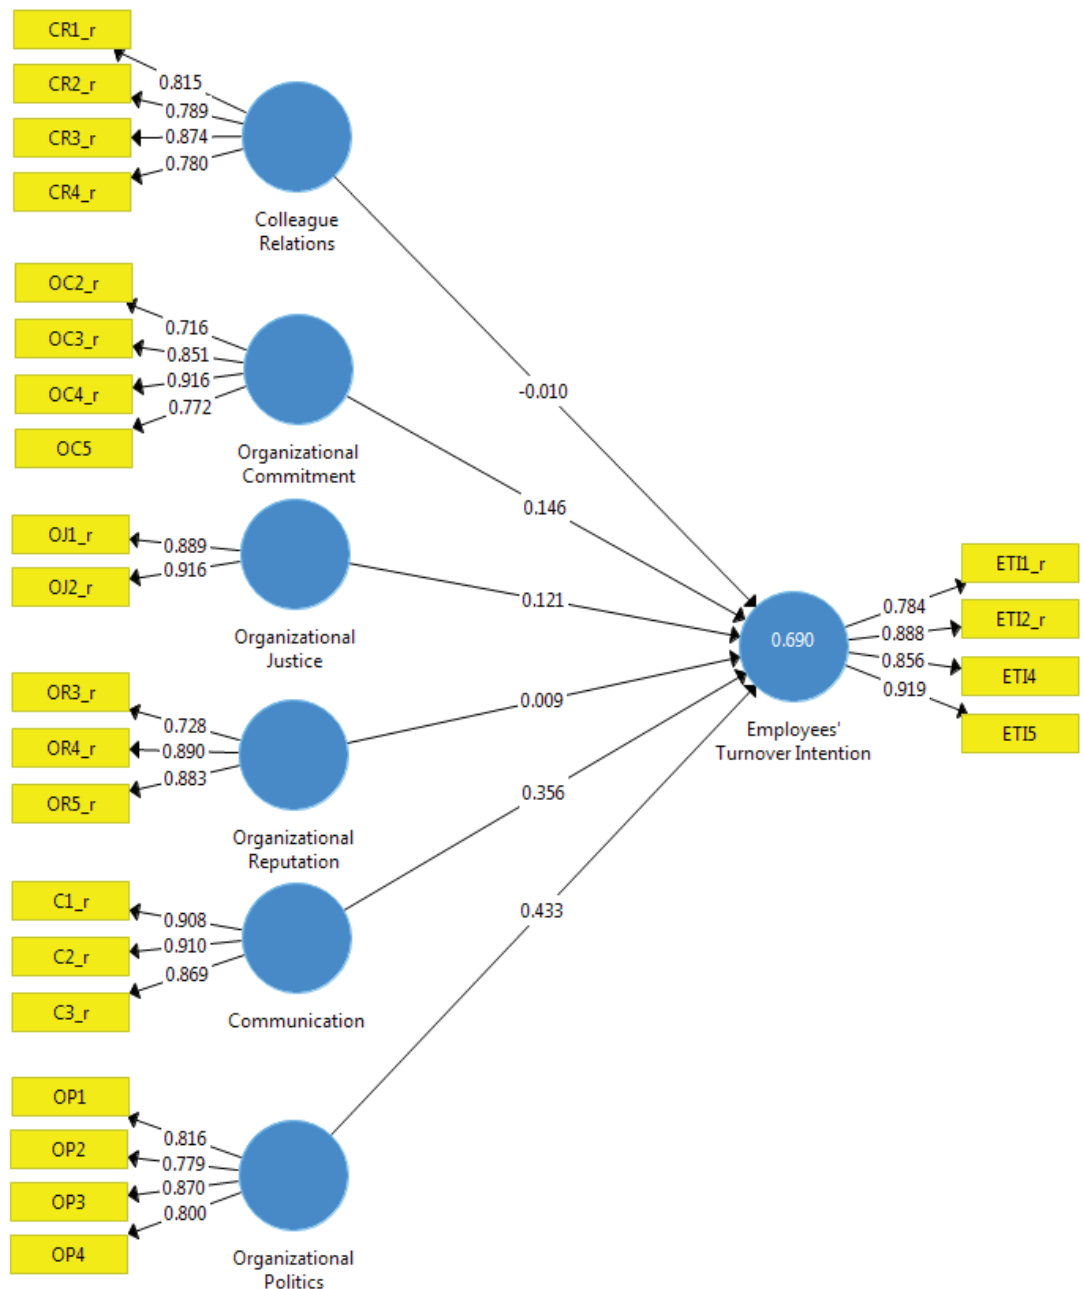 CR1_r
0.815
CR2_r
0.789
CR3_r
0.874
0.780
CR4_r
Colleague
Relations
OC2_r
0.716
OC3_r
0.851
0.916
OC4_r
0.772
OC5
Organizational
Commitment
OJ1_r
0.889
0.916
OJ2_r
Organizational
Justice
OR3_r
0.728
OR4_r
0.890
0.883
OR5_r
Organizational
Reputation
C1_r
0.908
0.910
C2_r
0.869
C3_r
Communication
OP1
0.816
OP2
0.779
0.870
OP3
0.800
OP4
Organizational
Politics
-0.010
0.146
0.121
0.009
0.356
0.433
0.690
Employees'
Turnover Intention
ETI1_r
0.784
ETI2_r
0.888
0.856
ETI4
0.919
ETI5